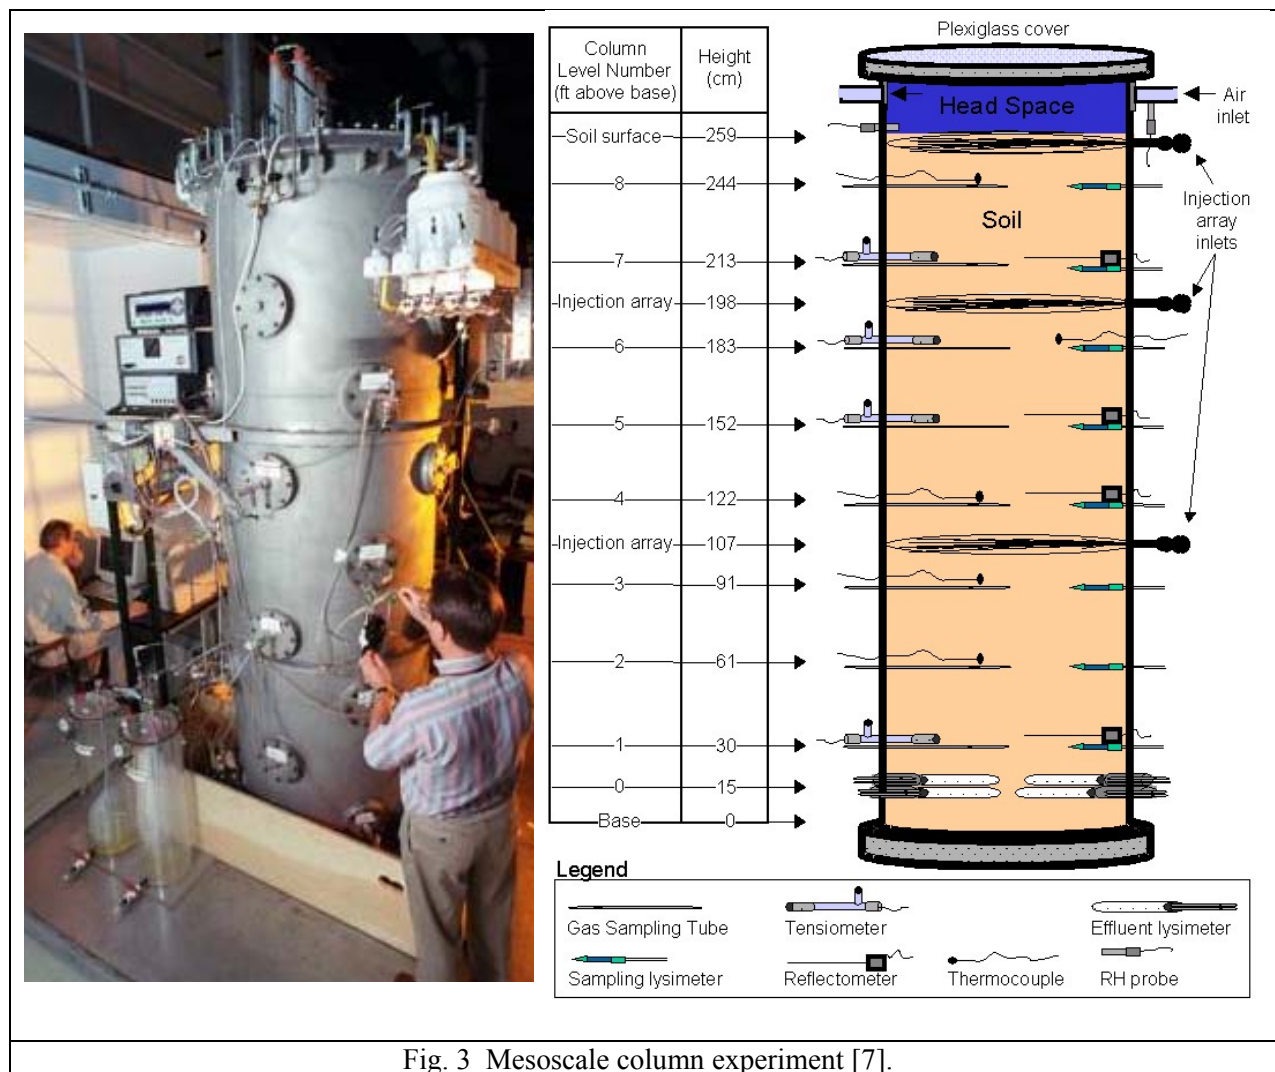 Column
Level Number
(ft above base)
Height
(cm)
Soil surface 259
8 244
7 213
Injection array 198
6 183
5 152
4 122
Injection array 107
3 91
2 61
1 30
0 15
Base 0
Plexiglass cover
Head Space
Air
inlet
Soil
Injection
array
inlets
Legend
Gas Sampling Tube
Tensiometer
Effluent lysimeter
Sampling lysimeter
Reflectometer
Thermocouple
RH probe
Fig. 3 Mesoscale column experiment [7].